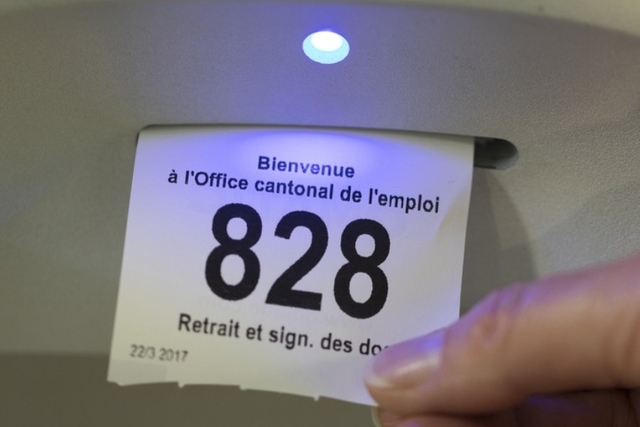 Bienvenue
à l'Office cantonal de l'emploi
828
Retrait et sign. des
22/3 2017